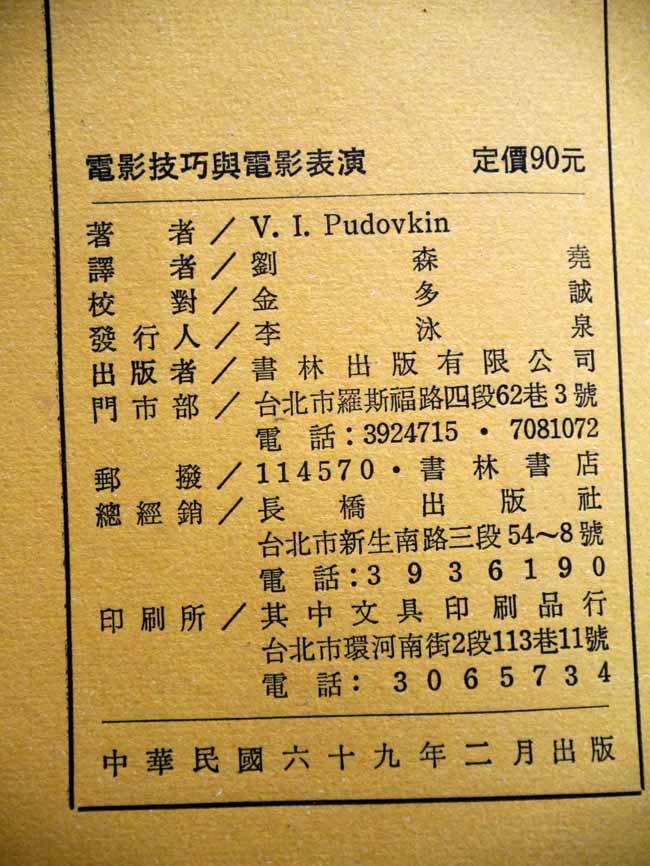 電影技巧與電影表演 定價90元
著者／V. I. Pudovkin
譯者／劉森堯
校對／金多誠
發行人／李泳泉
出版者／書林出版有限公司
門市部／台北市羅斯福路四段62巷3號
電話：3924715・7081072
郵撥／114570・書林書店
總經銷／長橋出版社
台北市新生南路三段54～8號
電話：3936190
印刷所／其中文具印刷品行
台北市環河南街2段113巷11號
電話：3065734
中華民國六十九年二月出版